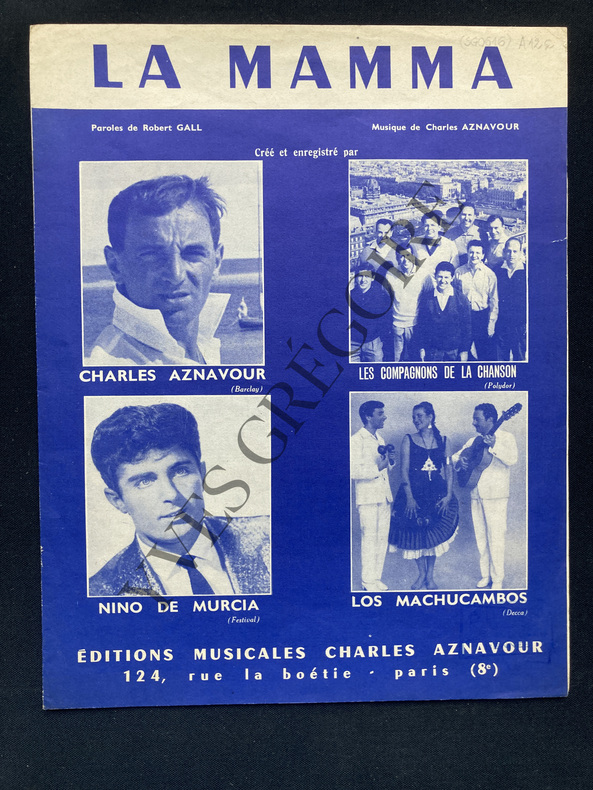 LA MAMMA
Paroles de Robert GALL
Musique de Charles AZNAVOUR
Créé et enregistré par
CHARLES AZNAVOUR
(Barclay)
LES COMPAGNONS DE LA CHANSON
(Polydor)
NINO DE MURCIA
(Festival)
LOS MACHUCAMBOS
(Decca)
ÉDITIONS MUSICALES CHARLES AZNAVOUR
124, rue la boétie - paris (8e)
YVES GRÉGOIRE